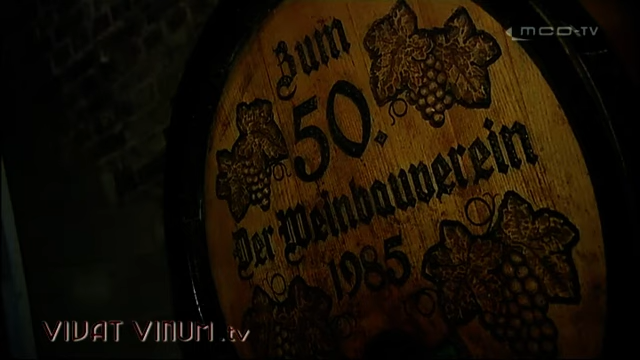 mco-tv
Zum
50.
Der Weinbauverein
1985
VIVAT VINUM.tv